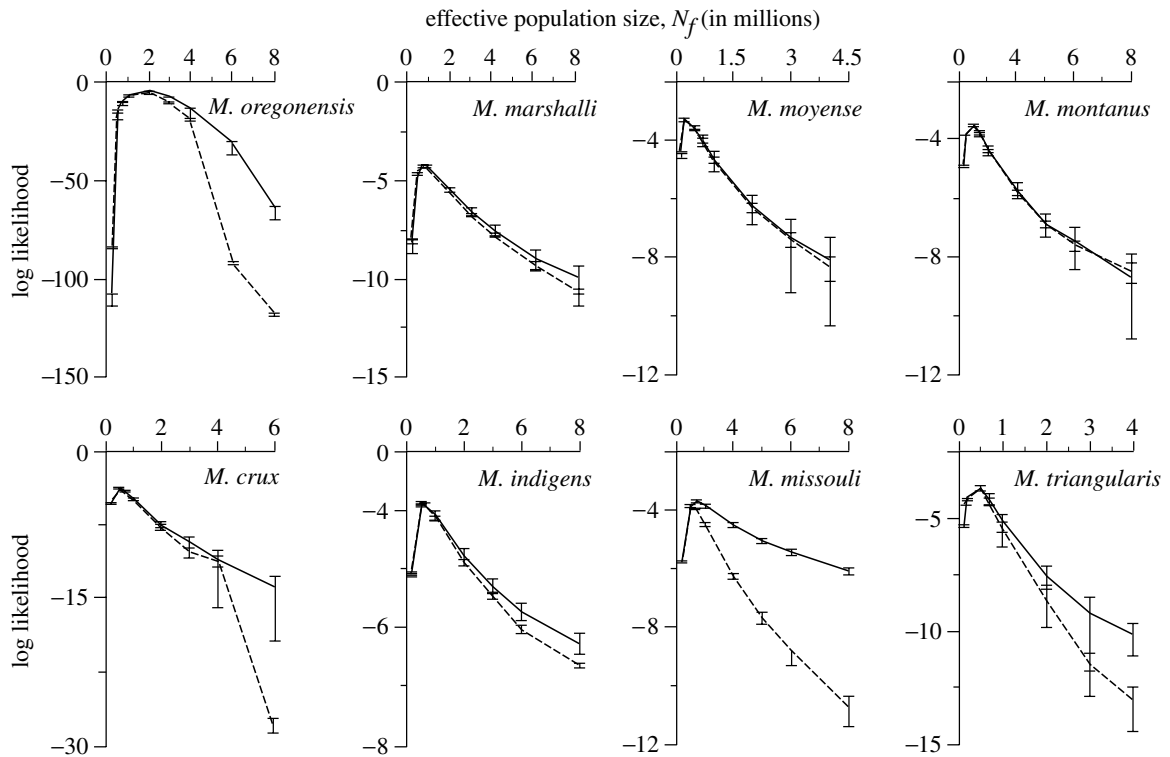 effective population size, N_f (in millions)
0 2 4 6 8
0 2 4 6 8
0 1.5 3 4.5
0 4 6 8
0
−50
−100
−150
log likelihood
M. oregonensis
0
−5
−10
−15
M. marshalli
−4
−8
−12
M. moyense
−4
−8
−12
M. montanus
0 2 4 6
0 2 4 6 8
0 4 6 8
0 1 2 3 4
0
−15
−30
log likelihood
M. crux
0
−4
−6
−8
M. indigens
−4
−8
−12
M. missouli
−5
−10
−15
M. triangularis